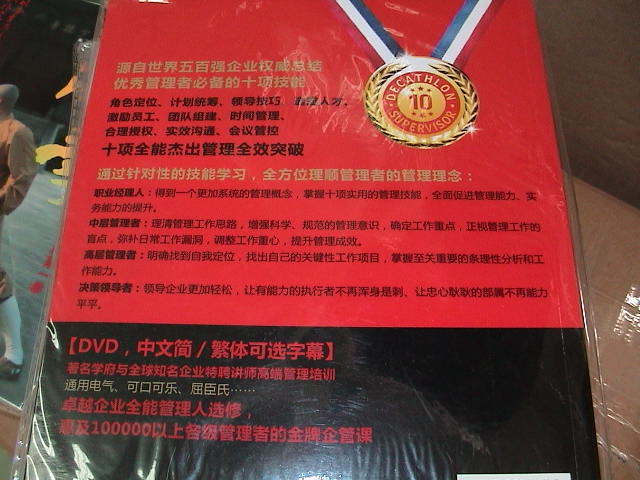 源自世界五百强企业权威总结
优秀管理者必备的十项技能
DECATHLON
10
SUPERVISOR
角色定位、计划统筹、领导技巧、 人才、
激励员工、团队组建、时间管理、
合理授权、实效沟通、会议管控
十项全能杰出管理全效突破
通过针对性的技能学习，全方位理顺管理者的管理理念：
职业经理人：得到一个更加系统的管理概念，掌握十项实用的管理技能，全面促进管理能力、实
务能力的提升。
中层管理者：理清管理工作思路，增强科学、规范的管理意识，确定工作重点，正视管理工作的
盲点，弥补日常工作漏洞，调整工作重心，提升管理成效。
高层管理者：明确找到自我定位，找出自己的关键性工作项目，掌握至关重要的条理性分析和工
作能力。
决策领导者：领导企业更加轻松，让有能力的执行者不再浑身是刺、让忠心耿耿的部属不再能力
平平。
【DVD，中文简/繁体可选字幕】
著名学府与全球知名企业特聘讲师高端管理培训
通用电气、可口可乐、屈臣氏……
卓越企业全能管理人选修，
惠及100000以上各级管理者的金牌企管课